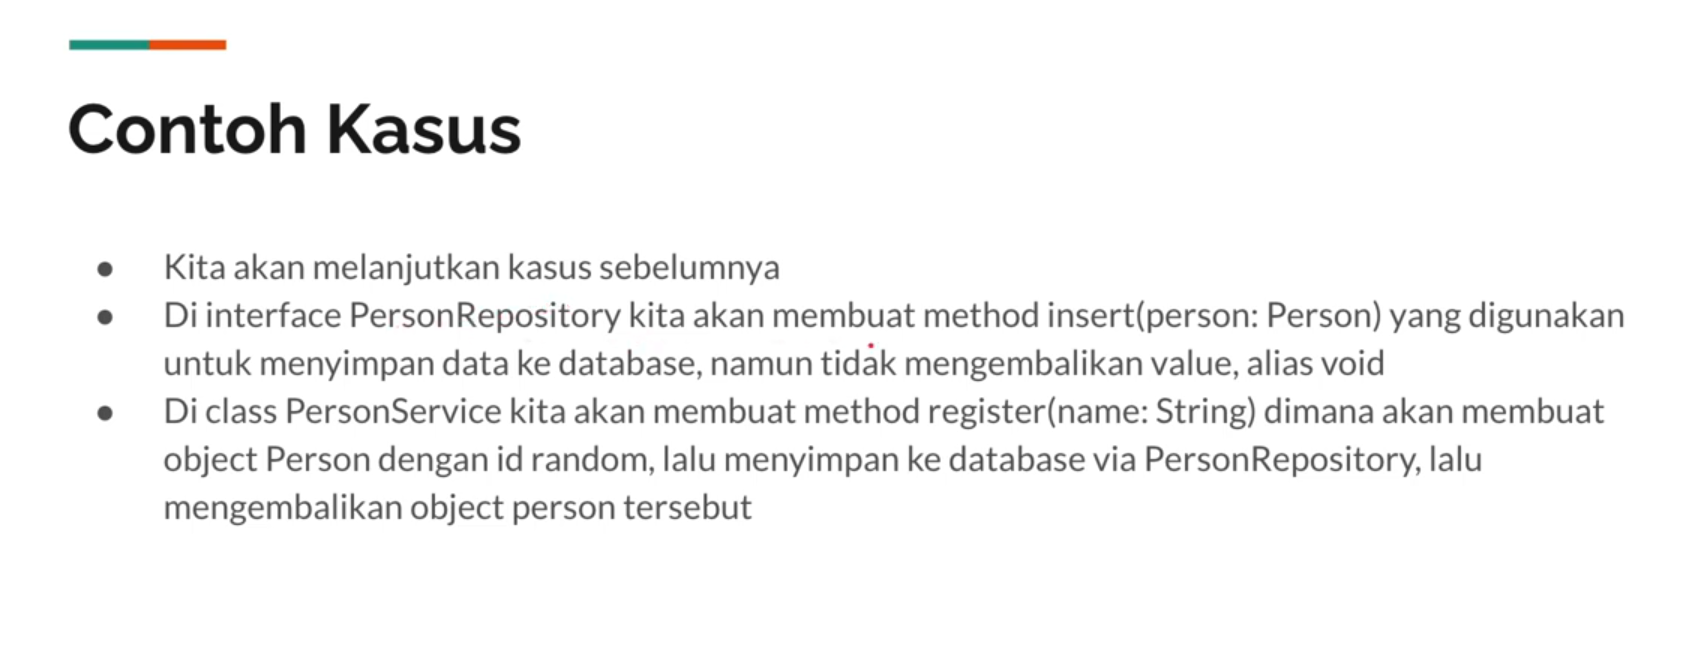 Contoh Kasus
● Kita akan melanjutkan kasus sebelumnya
● Di interface PersonRepository kita akan membuat method insert(person: Person) yang digunakan
untuk menyimpan data ke database, namun tidak mengembalikan value, alias void
● Di class PersonService kita akan membuat method register(name: String) dimana akan membuat
object Person dengan id random, lalu menyimpan ke database via PersonRepository, lalu
mengembalikan object person tersebut